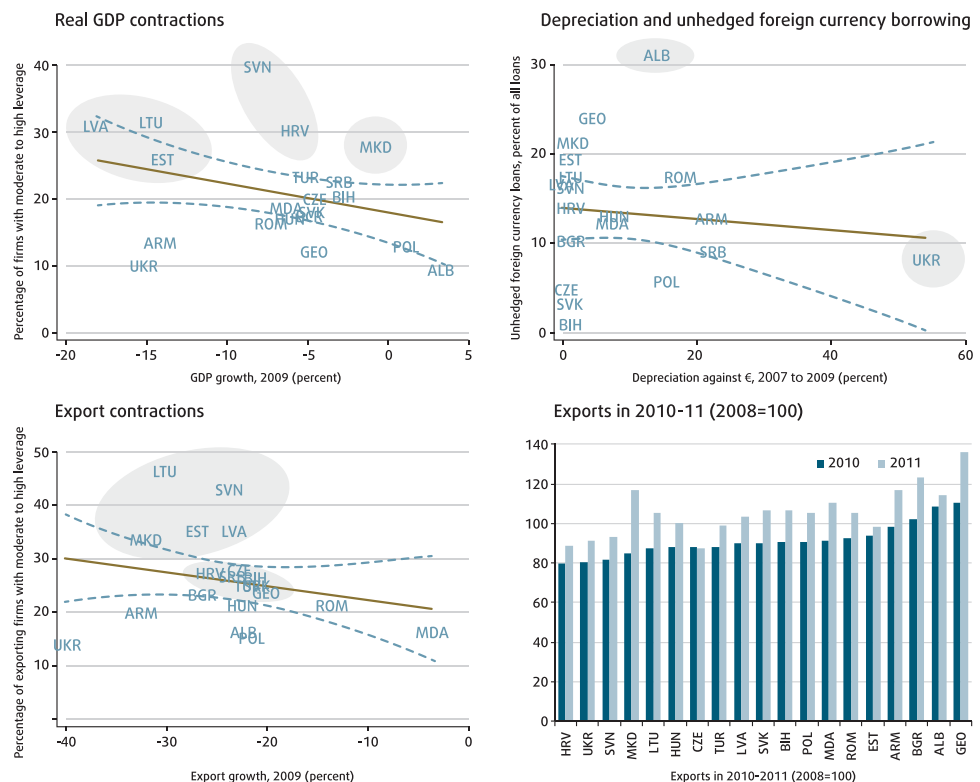 Real GDP contractions
Percentage of firms with moderate to high leverage
40
30
20
10
0
SVN
LVA
LTU
HRV
EST
MKD
TUR
SRB
CZE
BIH
MDA
SVK
HUN
ROM
ARM
GEO
POL
UKR
ALB
-20
-15
-10
-5
0
5
GDP growth, 2009 (percent)
Depreciation and unhedged foreign currency borrowing
Unhedged foreign currency loans, percent of all loans
30
20
10
0
ALB
GEO
MKD
EST
LTU
ROM
LVA
SVN
HRV
HUN
MDA
ARM
BGR
SRB
UKR
POL
CZE
SVK
BIH
0
20
40
60
Depreciation against €, 2007 to 2009 (percent)
Export contractions
Percentage of exporting firms with moderate to high leverage
50
40
30
20
10
LTU
SVN
EST
LVA
MKD
CZE
HRV
SRB
BIH
SVK
GEO
BGR
HUN
ROM
ARM
ALB
MDA
POL
UKR
-40
-30
-20
-10
0
Export growth, 2009 (percent)
Exports in 2010-11 (2008=100)
140
120
100
80
60
40
20
0
2010
2011
HRV
UKR
SVN
MKD
LTU
HUN
CZE
TUR
LVA
SVK
BIH
POL
MDA
ROM
EST
ARM
BGR
ALB
GEO
Exports in 2010-2011 (2008=100)